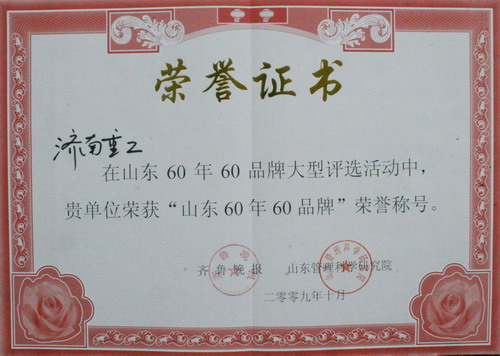 荣誉证书
济南重工
在山东60年60品牌大型评选活动中,
贵单位荣获“山东60年60品牌”荣誉称号。
齐鲁晚报 山东管理科学研究院
二零零九年十月